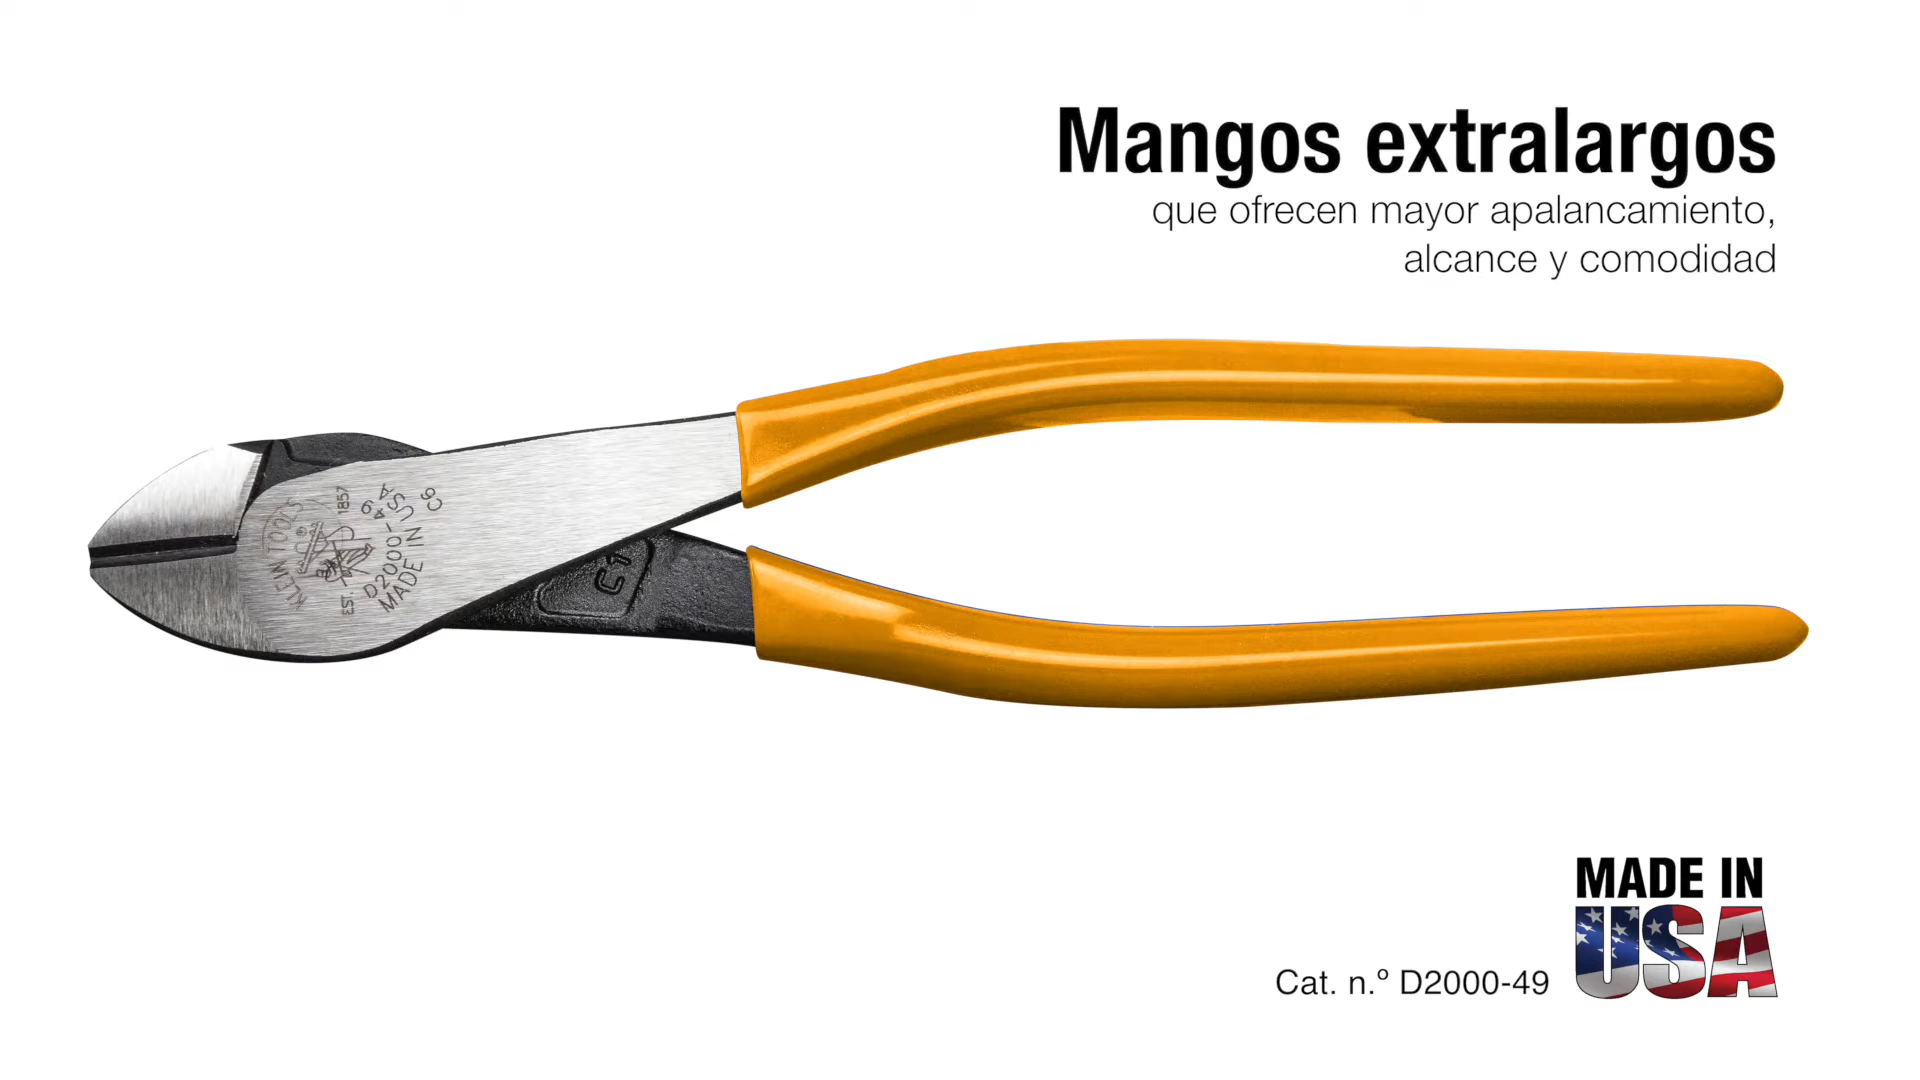 Mangos extralargos
que ofrecen mayor apalancamiento,
alcance y comodidad
KLEIN TOOLS
EST. 1857
D2000-49
MADE IN USA
C6
C1
MADE IN
USA
Cat. n.º D2000-49